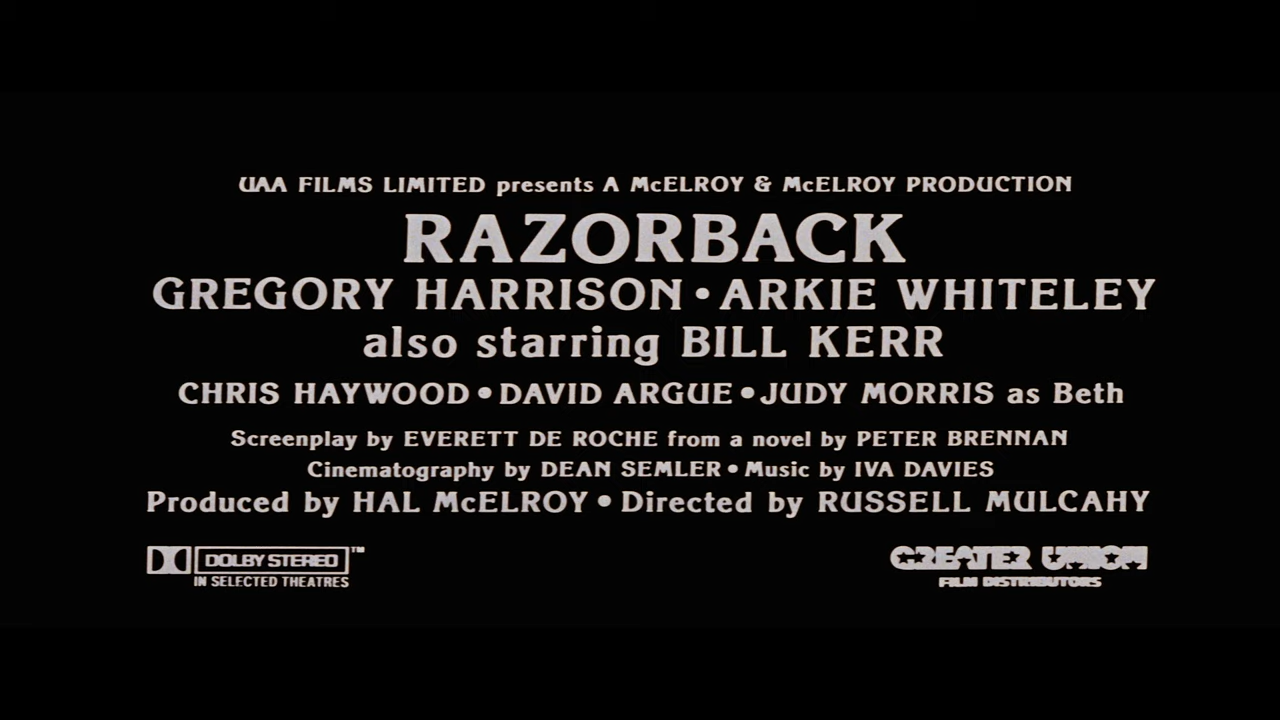 UAA FILMS LIMITED presents A McELROY & McELROY PRODUCTION
RAZORBACK
GREGORY HARRISON • ARKIE WHITELEY
also starring BILL KERR
CHRIS HAYWOOD • DAVID ARGUE • JUDY MORRIS as Beth
Screenplay by EVERETT DE ROCHE from a novel by PETER BRENNAN
Cinematography by DEAN SEMLER • Music by IVA DAVIES
Produced by HAL McELROY • Directed by RUSSELL MULCAHY
DOLBY STEREO™
IN SELECTED THEATRES
GREATER UNION
FILM DISTRIBUTORS